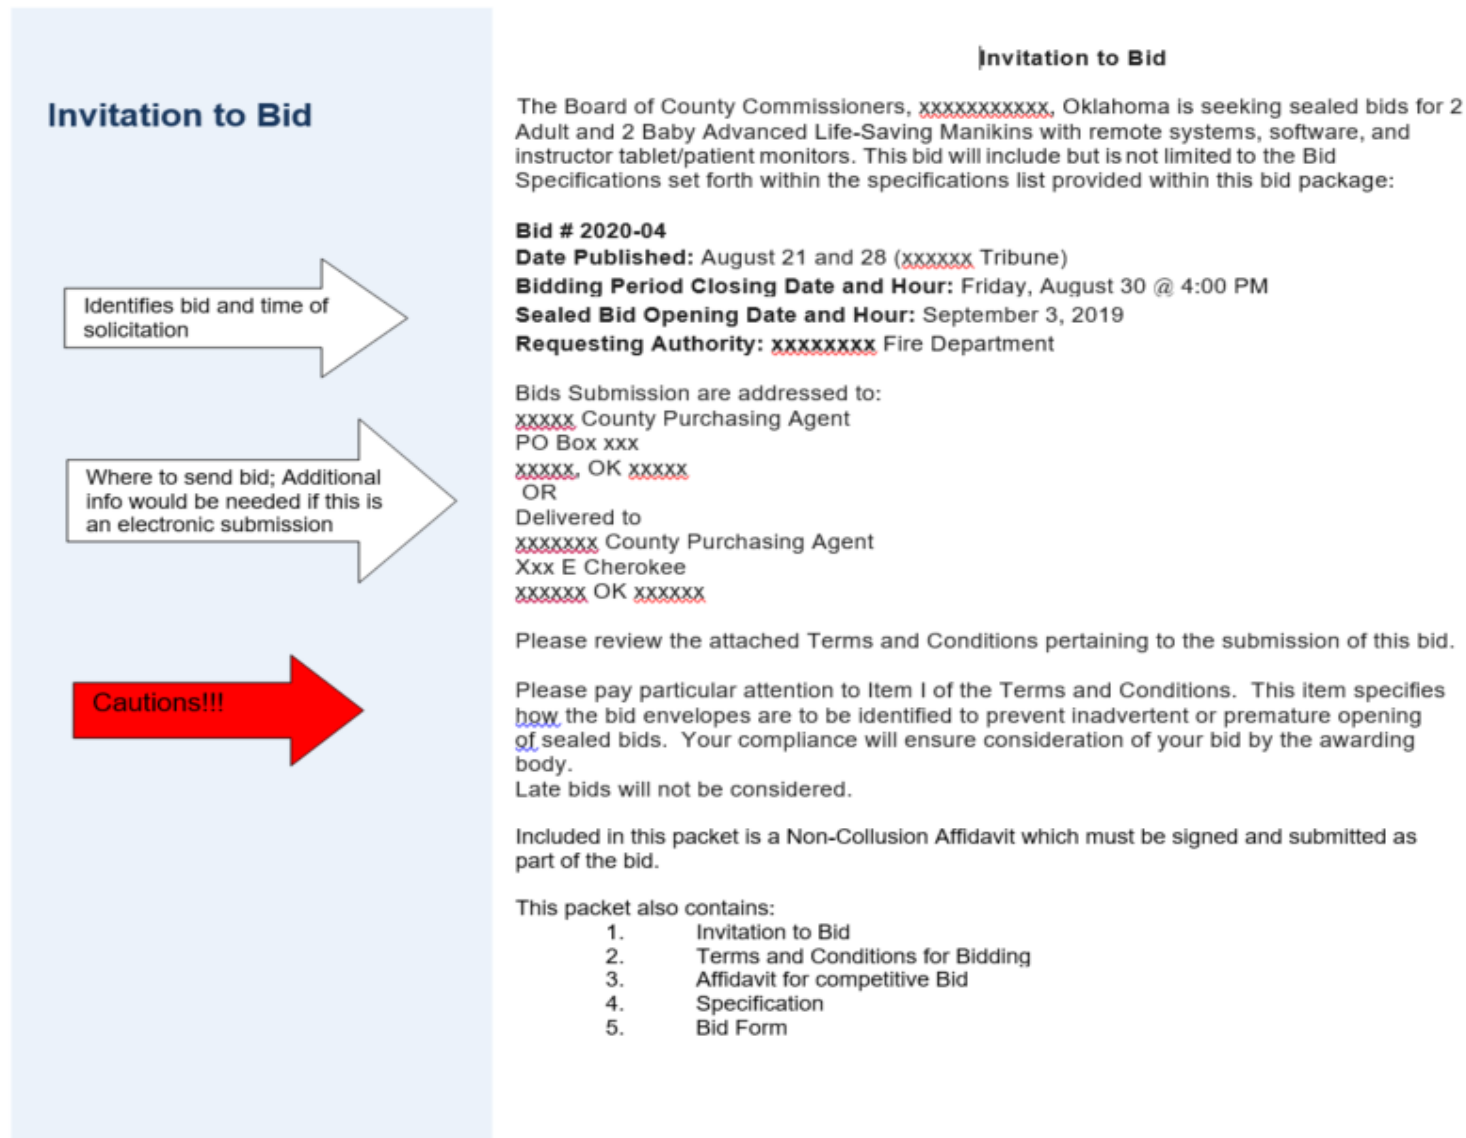 Invitation to Bid
Identifies bid and time of
solicitation
Where to send bid; Additional
info would be needed if this is
an electronic submission
Cautions!!!
Invitation to Bid
The Board of County Commissioners, xxxxxxxxxxx, Oklahoma is seeking sealed bids for 2
Adult and 2 Baby Advanced Life-Saving Manikins with remote systems, software, and
instructor tablet/patient monitors. This bid will include but is not limited to the Bid
Specifications set forth within the specifications list provided within this bid package:
Bid # 2020-04
Date Published: August 21 and 28 (xxxxxx Tribune)
Bidding Period Closing Date and Hour: Friday, August 30 @ 4:00 PM
Sealed Bid Opening Date and Hour: September 3, 2019
Requesting Authority: xxxxxxxx Fire Department
Bids Submission are addressed to:
xxxxx County Purchasing Agent
PO Box xxx
xxxxx, OK xxxxx
OR
Delivered to
xxxxxxx County Purchasing Agent
Xxx E Cherokee
xxxxxx OK xxxxxx
Please review the attached Terms and Conditions pertaining to the submission of this bid.
Please pay particular attention to Item I of the Terms and Conditions.  This item specifies
how the bid envelopes are to be identified to prevent inadvertent or premature opening
of sealed bids.  Your compliance will ensure consideration of your bid by the awarding
body.
Late bids will not be considered.
Included in this packet is a Non-Collusion Affidavit which must be signed and submitted as
part of the bid.
This packet also contains:
1. Invitation to Bid
2. Terms and Conditions for Bidding
3. Affidavit for competitive Bid
4. Specification
5. Bid Form